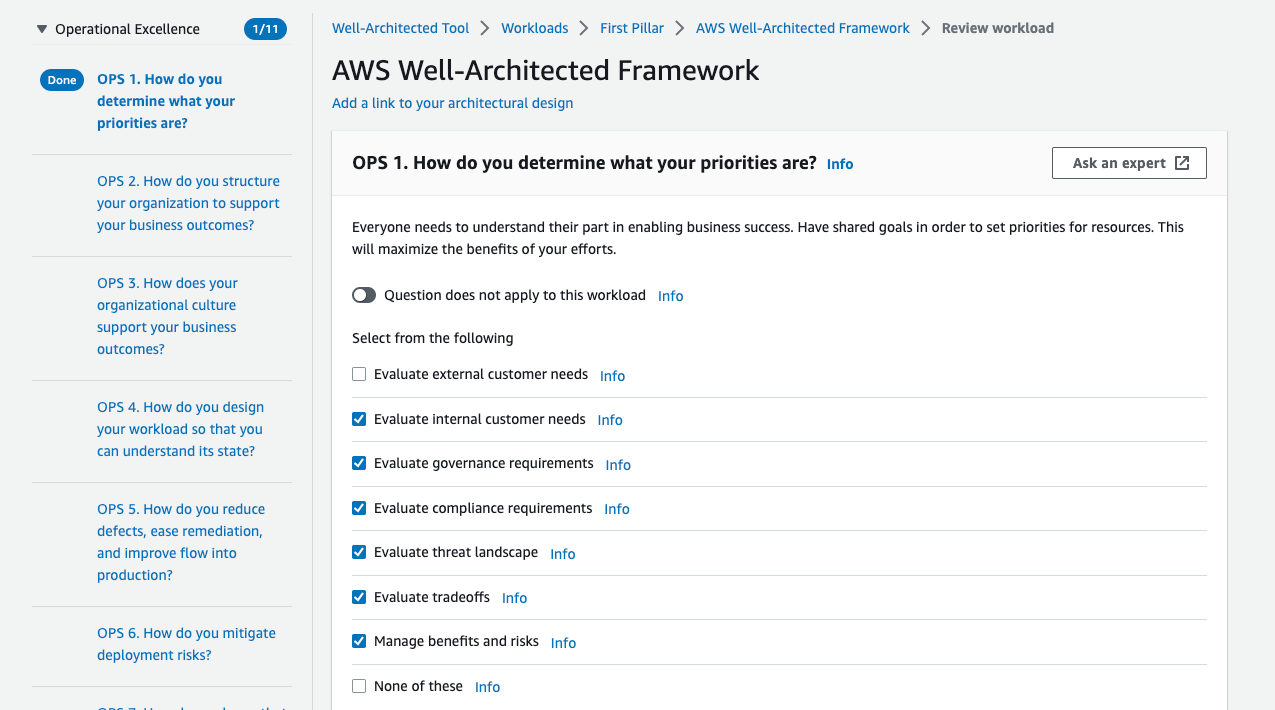 Operational Excellence 1/11
Done
OPS 1. How do you
determine what your
priorities are?
OPS 2. How do you structure
your organization to support
your business outcomes?
OPS 3. How does your
organizational culture
support your business
outcomes?
OPS 4. How do you design
your workload so that you
can understand its state?
OPS 5. How do you reduce
defects, ease remediation,
and improve flow into
production?
OPS 6. How do you mitigate
deployment risks?
Well-Architected Tool > Workloads > First Pillar > AWS Well-Architected Framework > Review workload
AWS Well-Architected Framework
Add a link to your architectural design
OPS 1. How do you determine what your priorities are? Info
Ask an expert
Everyone needs to understand their part in enabling business success. Have shared goals in order to set priorities for resources. This
will maximize the benefits of your efforts.
Question does not apply to this workload Info
Select from the following
Evaluate external customer needs Info
Evaluate internal customer needs Info
Evaluate governance requirements Info
Evaluate compliance requirements Info
Evaluate threat landscape Info
Evaluate tradeoffs Info
Manage benefits and risks Info
None of these Info